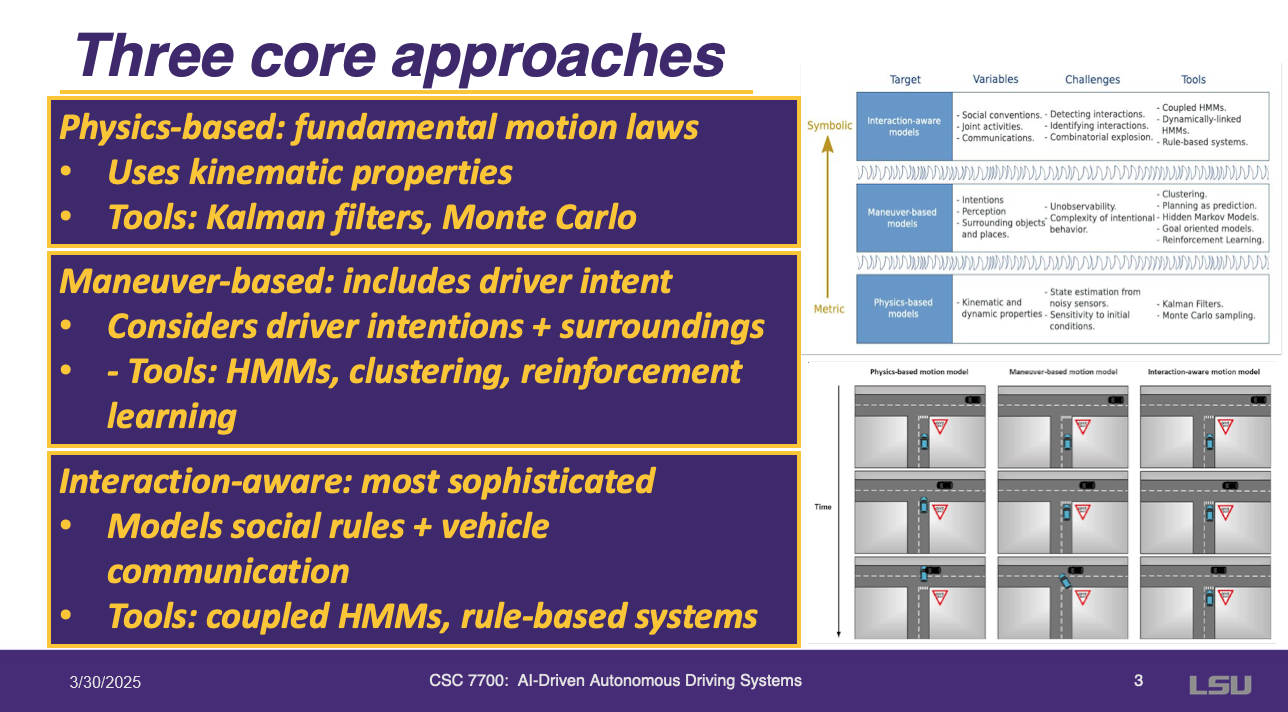 Three core approaches
Physics-based: fundamental motion laws
• Uses kinematic properties
• Tools: Kalman filters, Monte Carlo
Maneuver-based: includes driver intent
• Considers driver intentions + surroundings
• - Tools: HMMs, clustering, reinforcement
learning
Interaction-aware: most sophisticated
• Models social rules + vehicle
communication
• Tools: coupled HMMs, rule-based systems
Target Variables Challenges Tools
Symbolic
Metric
Interaction-aware
models
- Social conventions.
- Joint activities.
- Communications.
- Detecting interactions.
- Identifying interactions.
- Combinatorial explosion.
- Coupled HMMs.
- Dynamically-linked
HMMs.
- Rule-based systems.
Maneuver-based
models
- Intentions
- Perception
- Surrounding objects
and places.
- Unobservability.
- Complexity of intentional
behavior.
- Clustering.
- Planning as prediction.
- Hidden Markov Models.
- Goal oriented models.
- Reinforcement Learning.
Physics-based
models
- Kinematic and
dynamic properties
- State estimation from
noisy sensors.
- Sensitivity to initial
conditions.
- Kalman Filters.
- Monte Carlo sampling.
Physics-based motion model
Maneuver-based motion model
Interaction-aware motion model
Time
3/30/2025
CSC 7700: AI-Driven Autonomous Driving Systems
3
LSU